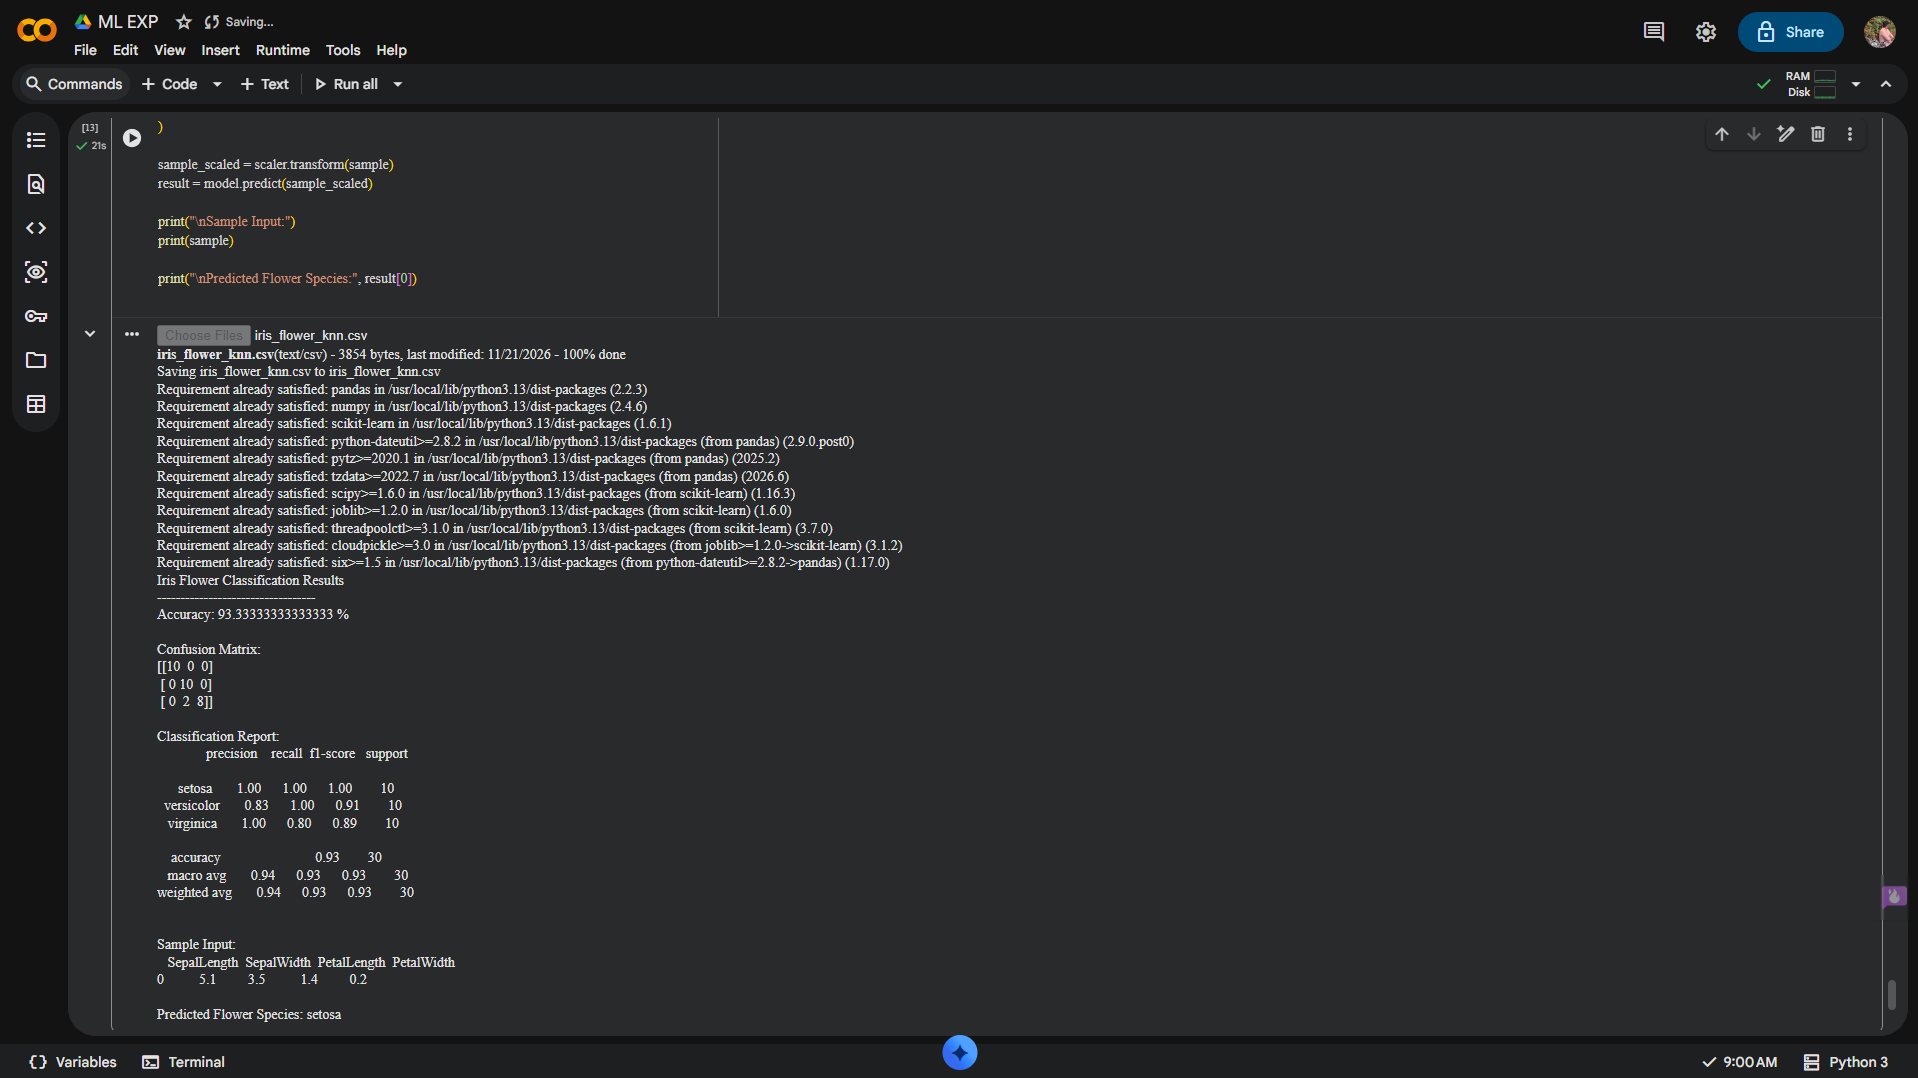 ML EXP Saving...
File Edit View Insert Runtime Tools Help
Share
Commands + Code + Text Run all
RAM
Disk
[13]
21s
)
sample_scaled = scaler.transform(sample)
result = model.predict(sample_scaled)
print("\nSample Input:")
print(sample)
print("\nPredicted Flower Species:", result[0])
Choose Files iris_flower_knn.csv
iris_flower_knn.csv(text/csv) - 3854 bytes, last modified: 11/21/2026 - 100% done
Saving iris_flower_knn.csv to iris_flower_knn.csv
Requirement already satisfied: pandas in /usr/local/lib/python3.13/dist-packages (2.2.3)
Requirement already satisfied: numpy in /usr/local/lib/python3.13/dist-packages (2.4.6)
Requirement already satisfied: scikit-learn in /usr/local/lib/python3.13/dist-packages (1.6.1)
Requirement already satisfied: python-dateutil>=2.8.2 in /usr/local/lib/python3.13/dist-packages (from pandas) (2.9.0.post0)
Requirement already satisfied: pytz>=2020.1 in /usr/local/lib/python3.13/dist-packages (from pandas) (2025.2)
Requirement already satisfied: tzdata>=2022.7 in /usr/local/lib/python3.13/dist-packages (from pandas) (2026.6)
Requirement already satisfied: scipy>=1.6.0 in /usr/local/lib/python3.13/dist-packages (from scikit-learn) (1.16.3)
Requirement already satisfied: joblib>=1.2.0 in /usr/local/lib/python3.13/dist-packages (from scikit-learn) (1.6.0)
Requirement already satisfied: threadpoolctl>=3.1.0 in /usr/local/lib/python3.13/dist-packages (from scikit-learn) (3.7.0)
Requirement already satisfied: cloudpickle>=3.0 in /usr/local/lib/python3.13/dist-packages (from joblib>=1.2.0->scikit-learn) (3.1.2)
Requirement already satisfied: six>=1.5 in /usr/local/lib/python3.13/dist-packages (from python-dateutil>=2.8.2->pandas) (1.17.0)
Iris Flower Classification Results
----------------------------------
Accuracy: 93.33333333333333 %
Confusion Matrix:
[[10 0 0]
[ 0 10 0]
[ 0 2 8]]
Classification Report:
precision recall f1-score support
setosa 1.00 1.00 1.00 10
versicolor 0.83 1.00 0.91 10
virginica 1.00 0.80 0.89 10
accuracy 0.93 30
macro avg 0.94 0.93 0.93 30
weighted avg 0.94 0.93 0.93 30
Sample Input:
SepalLength SepalWidth PetalLength PetalWidth
0 5.1 3.5 1.4 0.2
Predicted Flower Species: setosa
{} Variables Terminal
9:00 AM Python 3